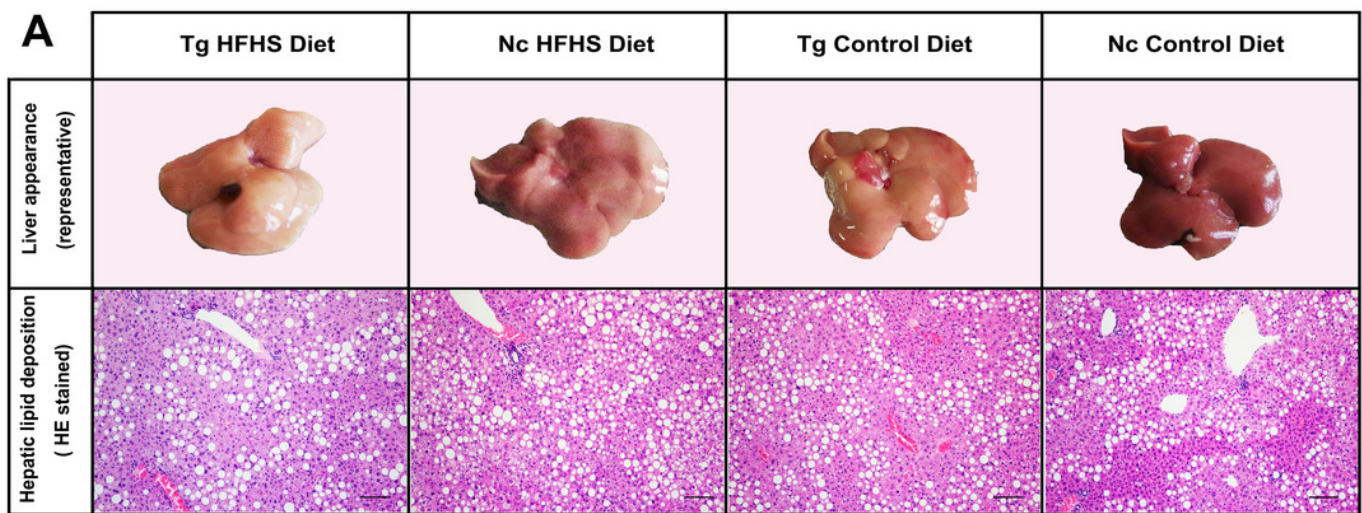 A
Tg HFHS Diet
Nc HFHS Diet
Tg Control Diet
Nc Control Diet
Liver appearance
(representative)
Hepatic lipid deposition
( HE stained)